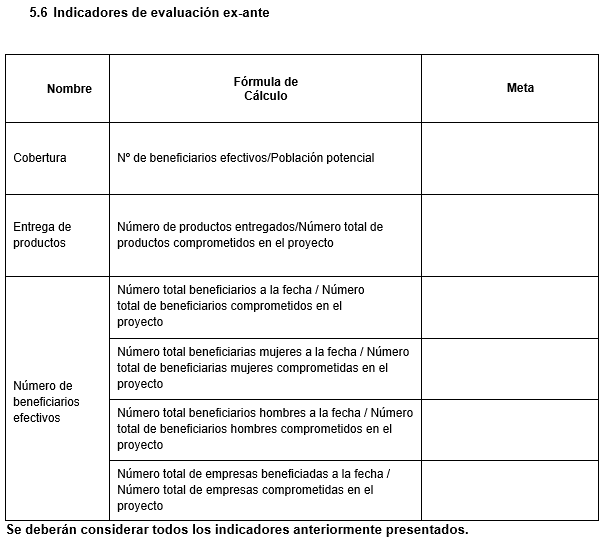 5.6 Indicadores de evaluación ex-ante
Nombre
Fórmula de
Cálculo
Meta
Cobertura
Nº de beneficiarios efectivos/Población potencial
Entrega de
productos
Número de productos entregados/Número total de
productos comprometidos en el proyecto
Número de
beneficiarios
efectivos
Número total beneficiarios a la fecha / Número
total de beneficiarios comprometidos en el
proyecto
Número total beneficiarias mujeres a la fecha / Número
total de beneficiarias mujeres comprometidas en el
proyecto
Número total beneficiarios hombres a la fecha / Número
total de beneficiarios hombres comprometidos en el
proyecto
Número total de empresas beneficiadas a la fecha /
Número total de empresas comprometidas en el
proyecto
Se deberán considerar todos los indicadores anteriormente presentados.